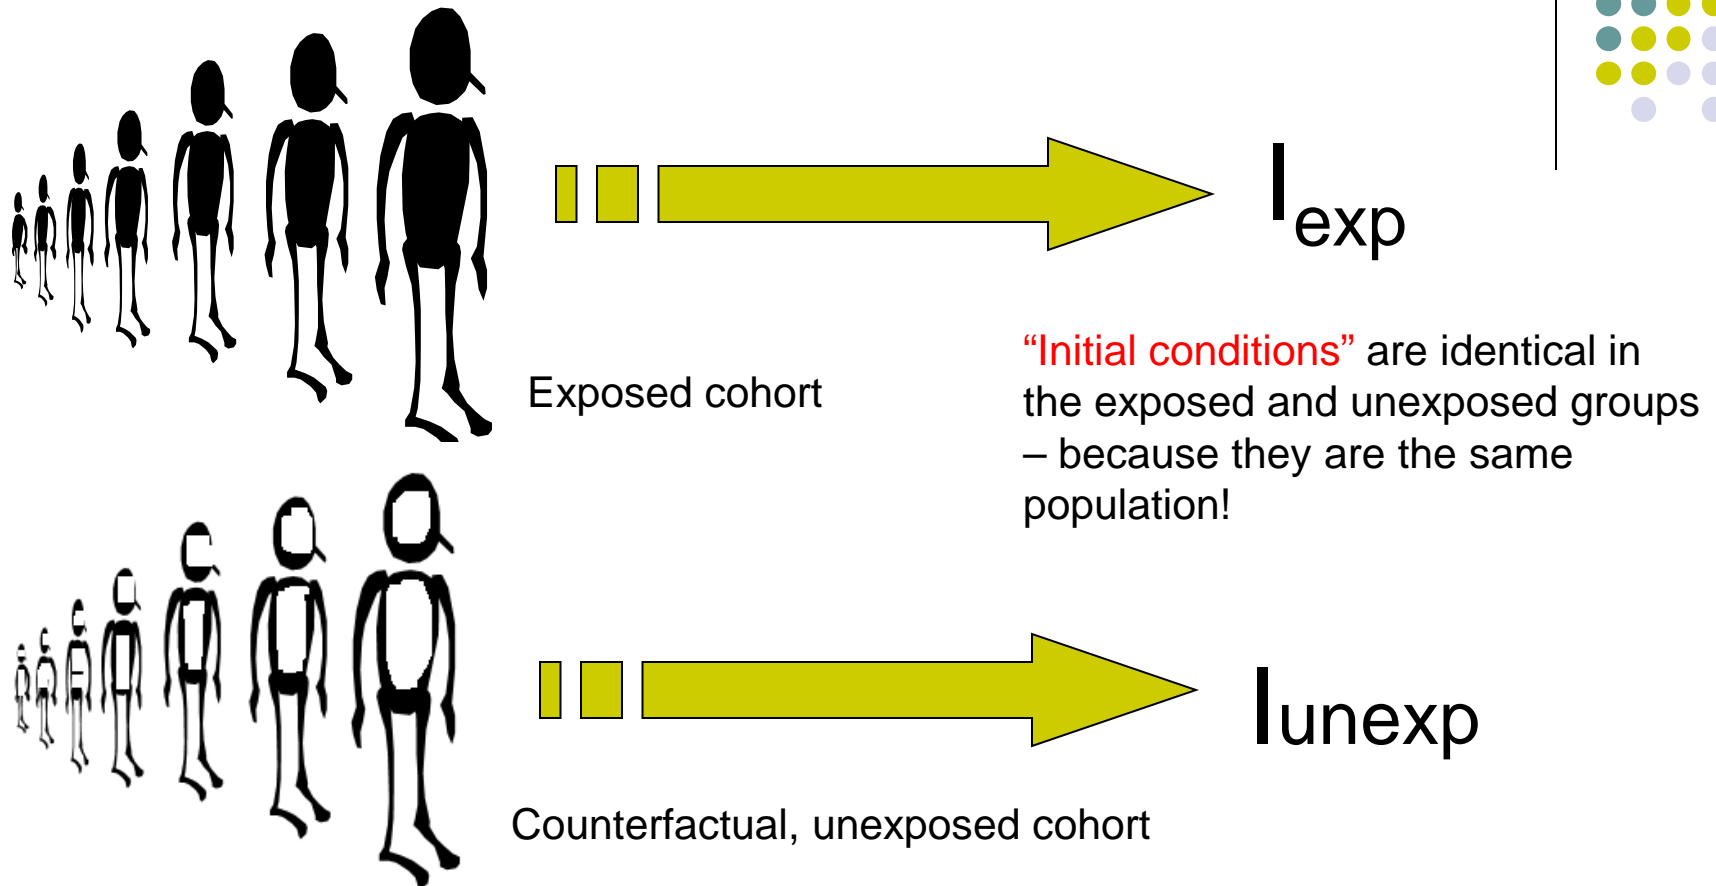 I exp
Exposed cohort
“Initial conditions” are identical in
the exposed and unexposed groups
– because they are the same
population!
Iunexp
Counterfactual, unexposed cohort